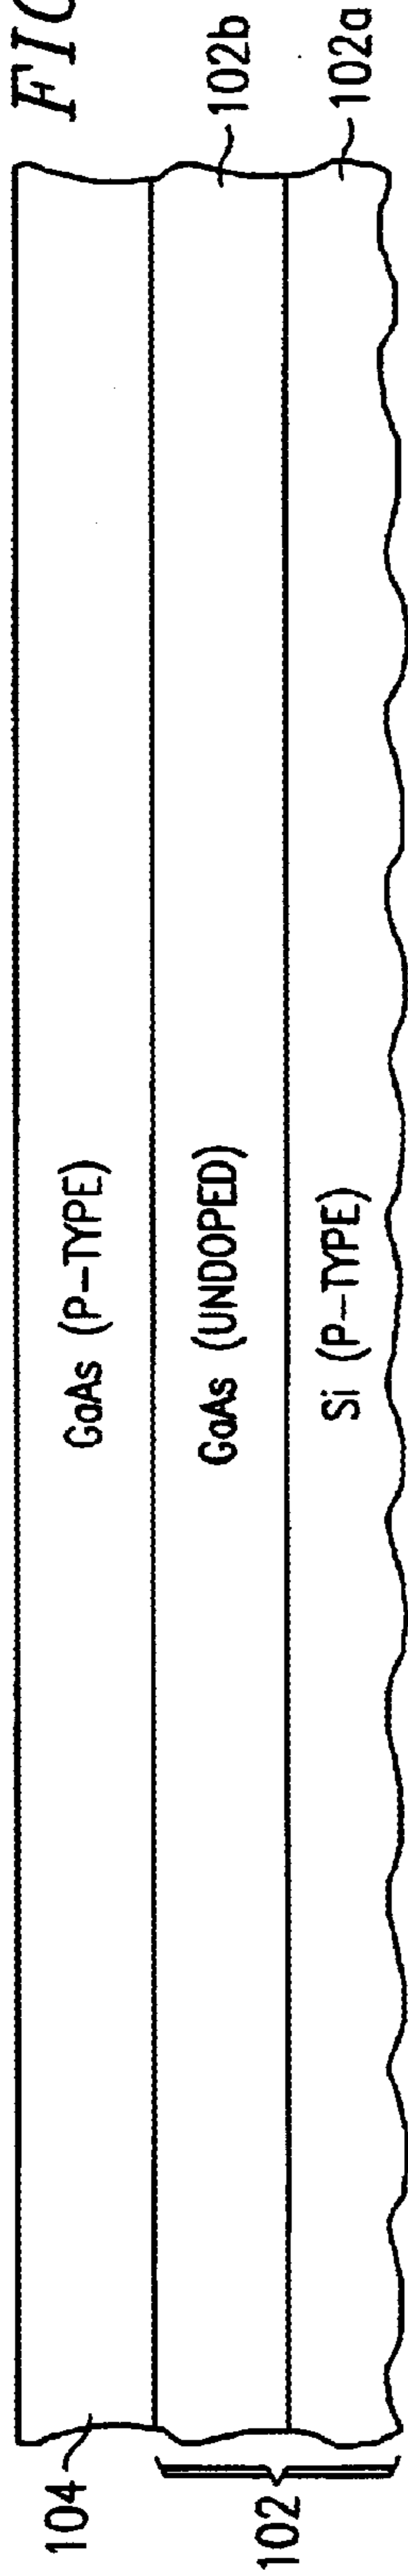 FIG
104
GaAs (P-TYPE)
102b
GaAs (UNDOPED)
102
Si (P-TYPE)
102a